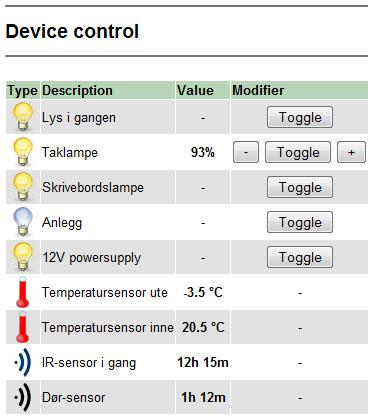 Device control
Type Description Value Modifier
Lys i gangen - Toggle
Taklampe 93% - Toggle +
Skrivebordslampe - Toggle
Anlegg - Toggle
12V powersupply - Toggle
Temperatursensor ute -3.5 °C -
Temperatursensor inne 20.5 °C -
IR-sensor i gang 12h 15m -
Dør-sensor 1h 12m -